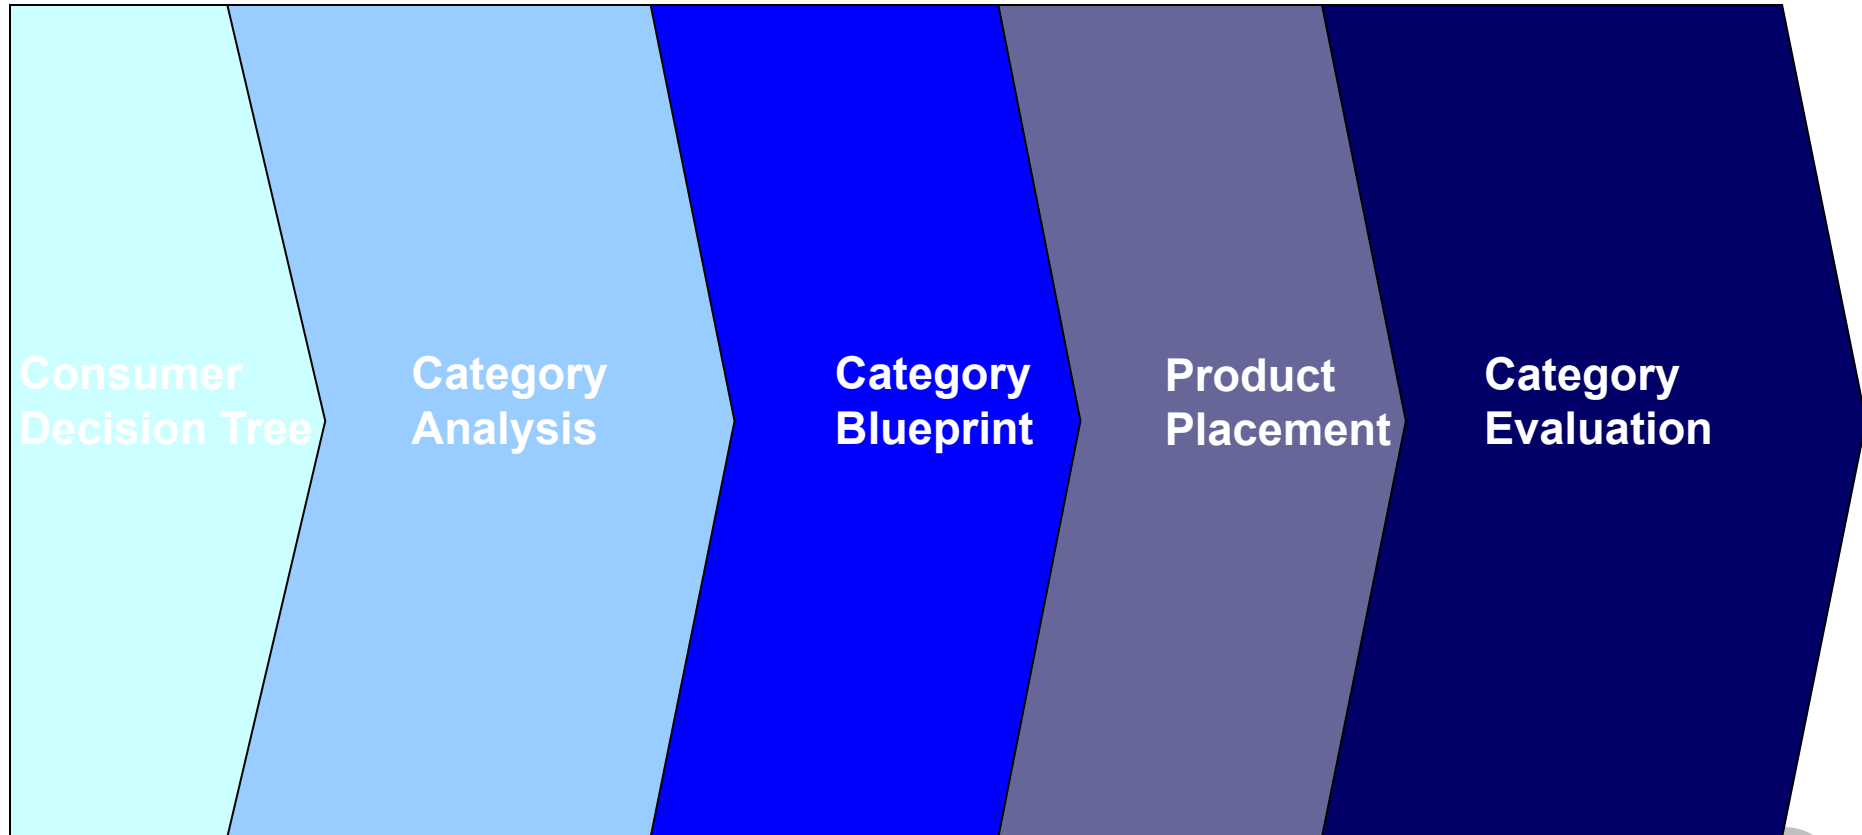 Consumer
Decision Tree
Category
Analysis
Category
Blueprint
Product
Placement
Category
Evaluation